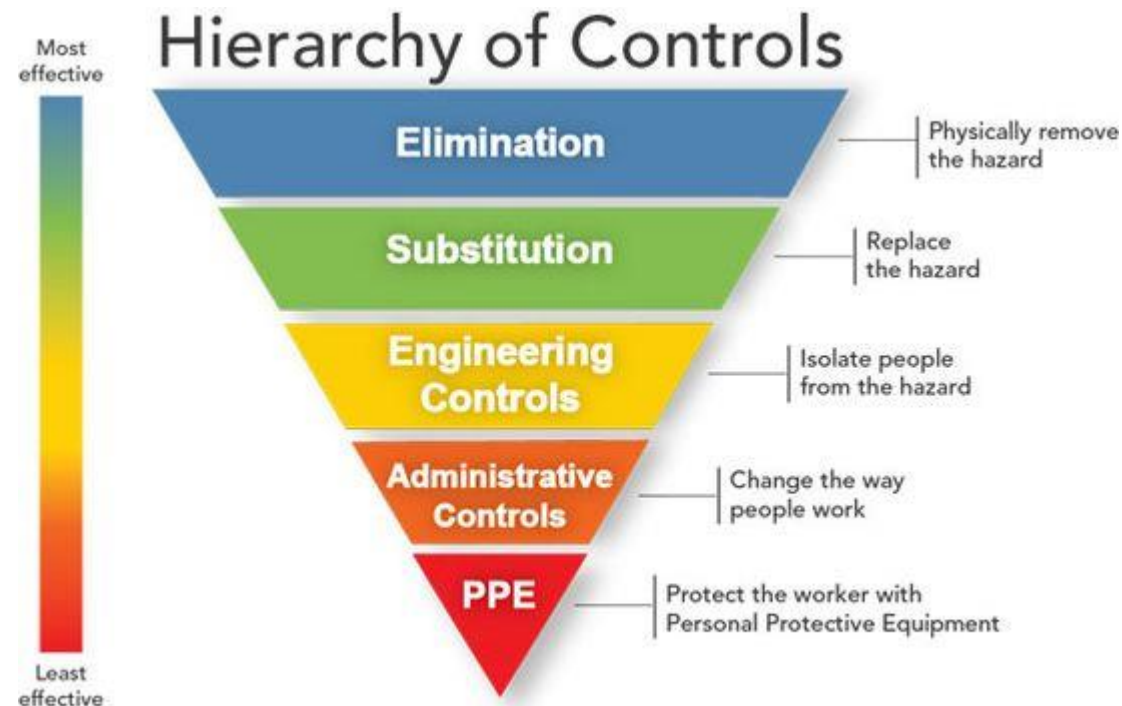 Hierarchy of Controls
Most
effective
Elimination
Physically remove
the hazard
Substitution
Replace
the hazard
Engineering
Controls
Isolate people
from the hazard
Administrative
Controls
Change the way
people work
PPE
Protect the worker with
Personal Protective Equipment
Least
effective